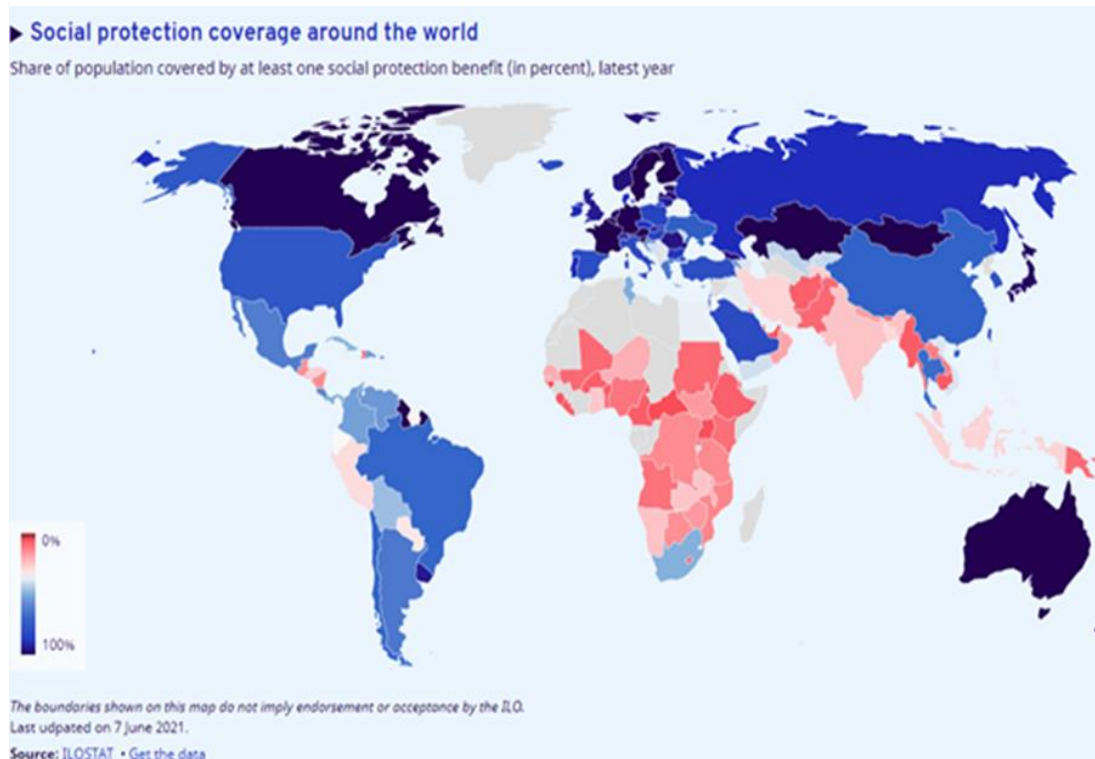 Social protection coverage around the world
Share of population covered by at least one social protection benefit (in percent), latest year
0%
100%
The boundaries shown on this map do not imply endorsement or acceptance by the ILO.
Last udpated on 7 June 2021.
Source: ILOSTAT • Get the data